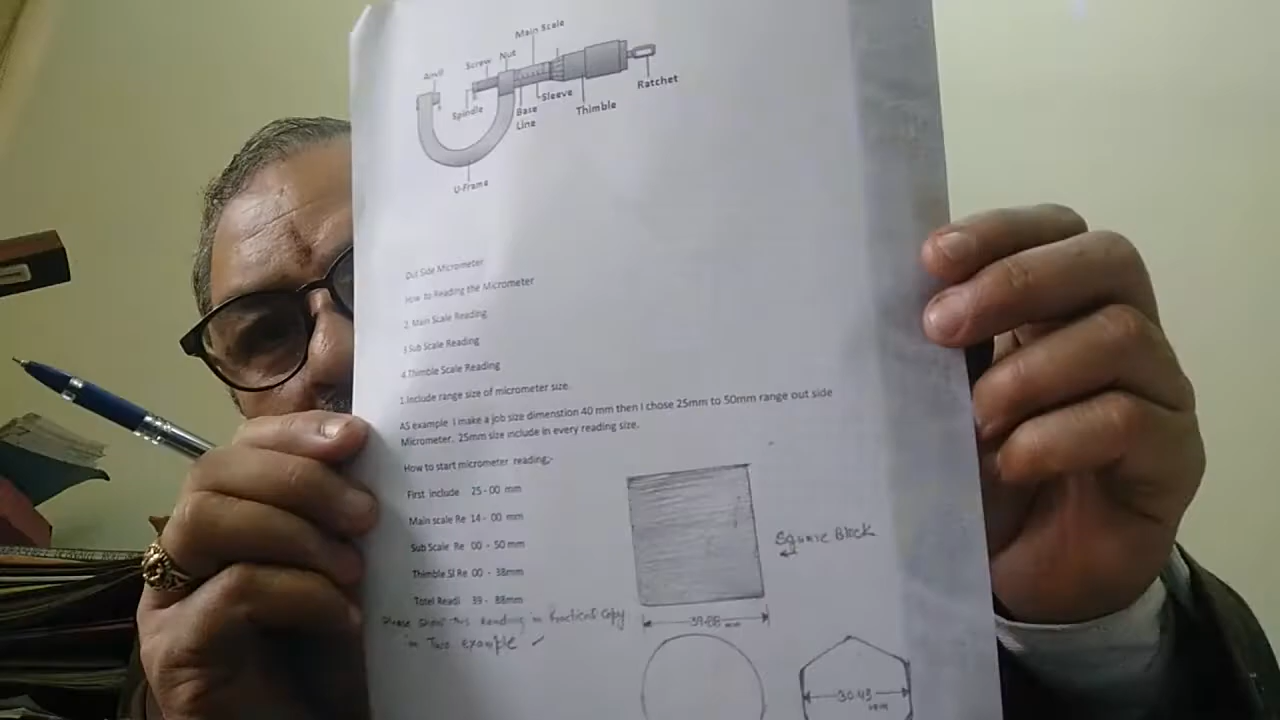 Main Scale
Nut
Screw
Anvil
Ratchet
Sleeve
Thimble
Spindle
Base
Line
U-Frame
Out Side Micrometer
How to Reading the Micrometer
2 Main Scale Reading
3 Sub Scale Reading
4.Thimble Scale Reading
1.Include range size of micrometer size.
AS example I make a job size dimenstion 40 mm then I chose 25mm to 50mm range out side
Micrometer. 25mm size include in every reading size.
How to start micrometer reading;-
First include 25 - 00 mm
Main scale Re 14 - 00 mm
Sub Scale Re 00 - 50 mm
Thimble Sl Re 00 - 38mm
Totel Readi 39 - 88mm
Please show this Reading in Practical Copy
in Two Example
Square Block
39.88 mm
30.43
mm